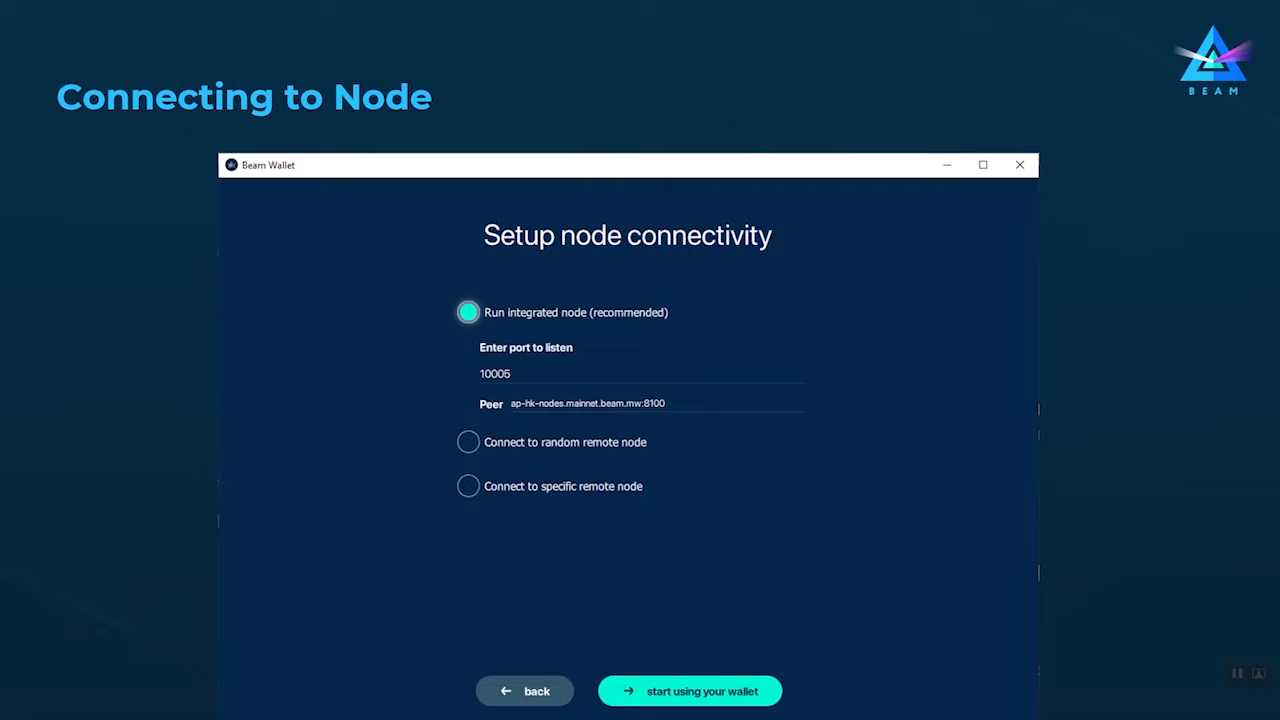 BEAM
Connecting to Node
Beam Wallet
Setup node connectivity
Run integrated node (recommended)
Enter port to listen
10005
Peer ap-hk-nodes.mainnet.beam.mw:8100
Connect to random remote node
Connect to specific remote node
back
start using your wallet